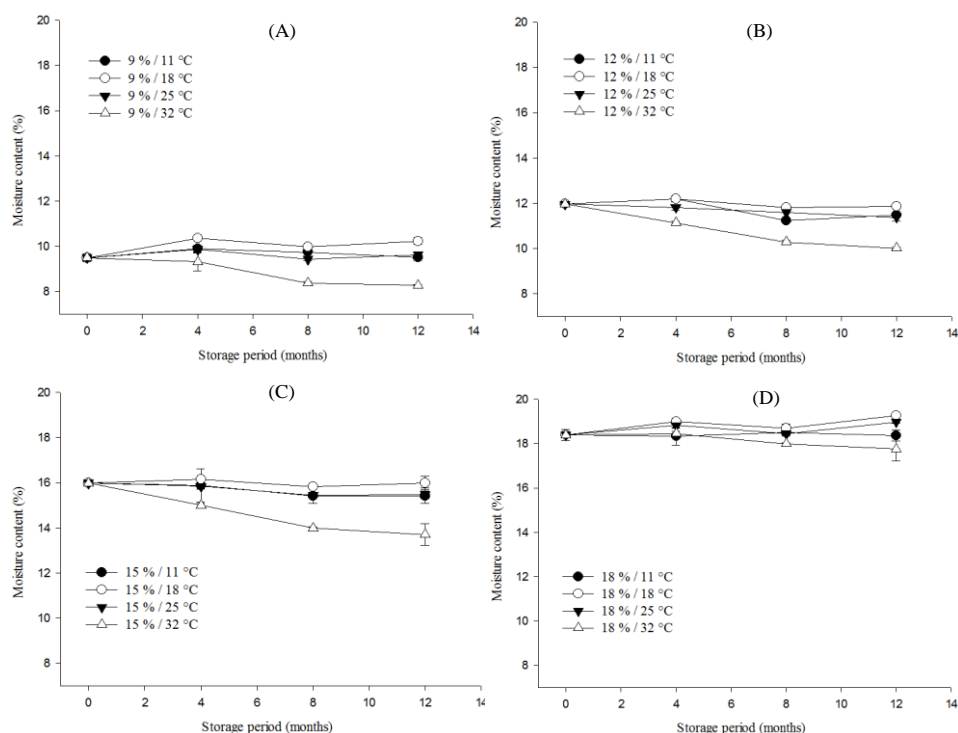 (A)
20
18
16
14
12
10
8
Moisture content (%)
9 % / 11 °C
9 % / 18 °C
9 % / 25 °C
9 % / 32 °C
0 2 4 6 8 10 12 14
Storage period (months)
(B)
20
18
16
14
12
10
8
Moisture content (%)
12 % / 11 °C
12 % / 18 °C
12 % / 25 °C
12 % / 32 °C
0 2 4 6 8 10 12 14
Storage period (months)
(C)
20
18
16
14
12
10
8
Moisture content (%)
15 % / 11 °C
15 % / 18 °C
15 % / 25 °C
15 % / 32 °C
0 2 4 6 8 10 12 14
Storage period (months)
(D)
20
18
16
14
12
10
8
Moisture content (%)
18 % / 11 °C
18 % / 18 °C
18 % / 25 °C
18 % / 32 °C
0 2 4 6 8 10 12 14
Storage period (months)